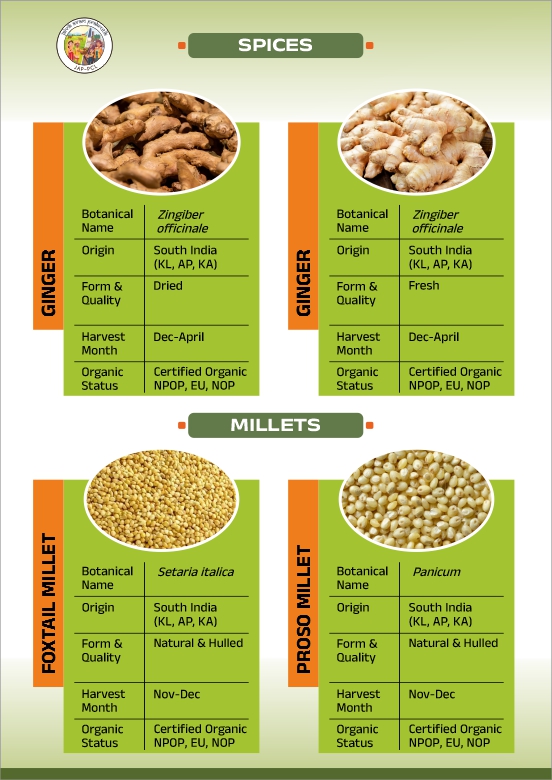 JAP-PCL
SPICES
GINGER
Botanical
Name
Zingiber
officinale
Origin
South India
(KL, AP, KA)
Form &
Quality
Dried
Harvest
Month
Dec-April
Organic
Status
Certified Organic
NPOP, EU, NOP
GINGER
Botanical
Name
Zingiber
officinale
Origin
South India
(KL, AP, KA)
Form &
Quality
Fresh
Harvest
Month
Dec-April
Organic
Status
Certified Organic
NPOP, EU, NOP
MILLETS
FOXTAIL MILLET
Botanical
Name
Setaria italica
Origin
South India
(KL, AP, KA)
Form &
Quality
Natural & Hulled
Harvest
Month
Nov-Dec
Organic
Status
Certified Organic
NPOP, EU, NOP
PROSO MILLET
Botanical
Name
Panicum
Origin
South India
(KL, AP, KA)
Form &
Quality
Natural & Hulled
Harvest
Month
Nov-Dec
Organic
Status
Certified Organic
NPOP, EU, NOP